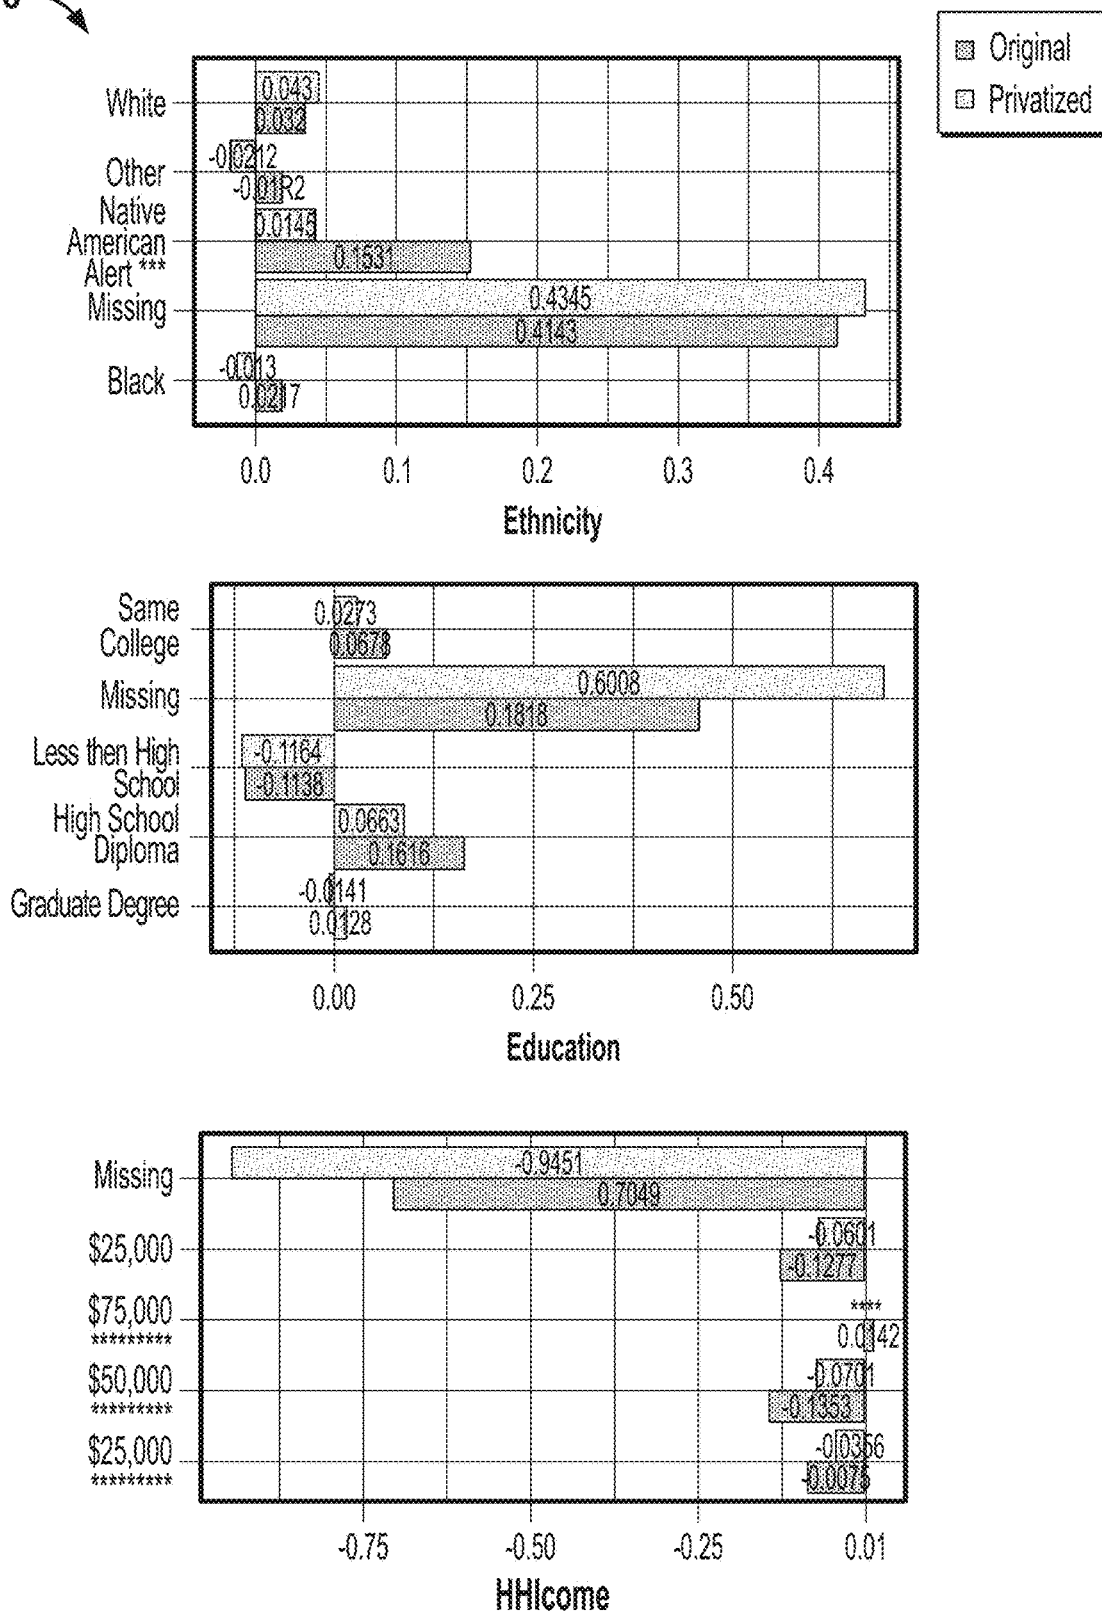 Original
Privatized
White
0.043
0.032
-0.0212
Other
-0.01R2
Native
American
Alert ***
0.0145
0.1531
Missing
0.4345
0.4143
-0.013
Black
0.0217
0.0
0.1
0.2
0.3
0.4
Ethnicity
Same
College
0.0273
0.0678
Missing
0.6008
0.1818
Less then High
School
-0.1164
-0.1138
High School
Diploma
0.0663
0.1616
-0.0141
Graduate Degree
0.0128
0.00
0.25
0.50
Education
Missing
-0.9451
0.7049
$25,000
-0.0601
-0.1277
$75,000
*********
****
0.0142
$50,000
*********
-0.0701
-0.1353
$25,000
*********
-0.0356
-0.0075
-0.75
-0.50
-0.25
0.01
HHIcome